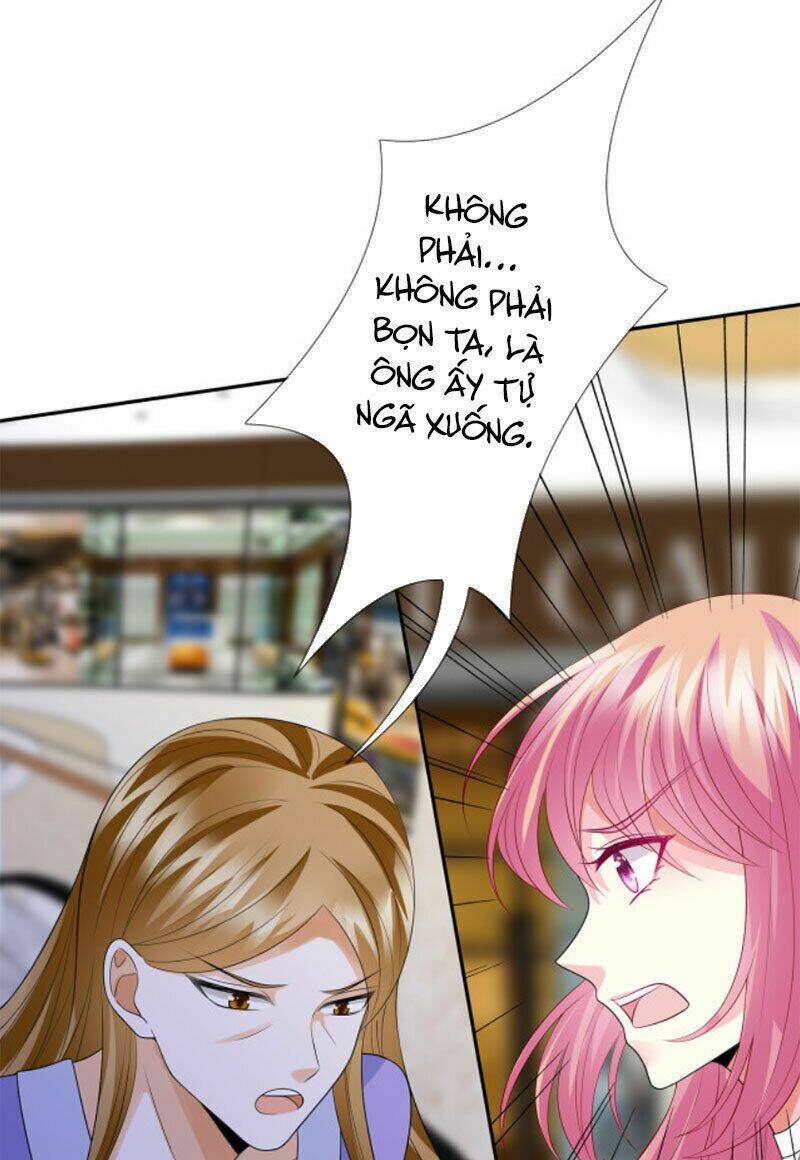 KHÔNG
PHẢI...
KHÔNG PHẢI
BỌN TA, LÀ
ÔNG ẤY TỰ
NGÃ XUỐNG.